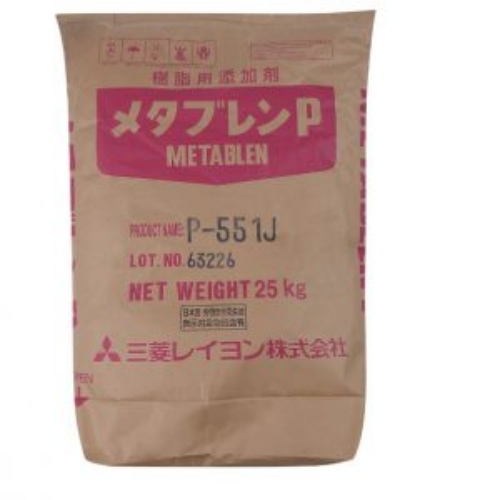 樹脂用添加剤
メタブレンP
METABLEN
PRODUCT NAME: P-551J
LOT. NO. 63226
NET WEIGHT 25 kg
三菱レイヨン株式会社